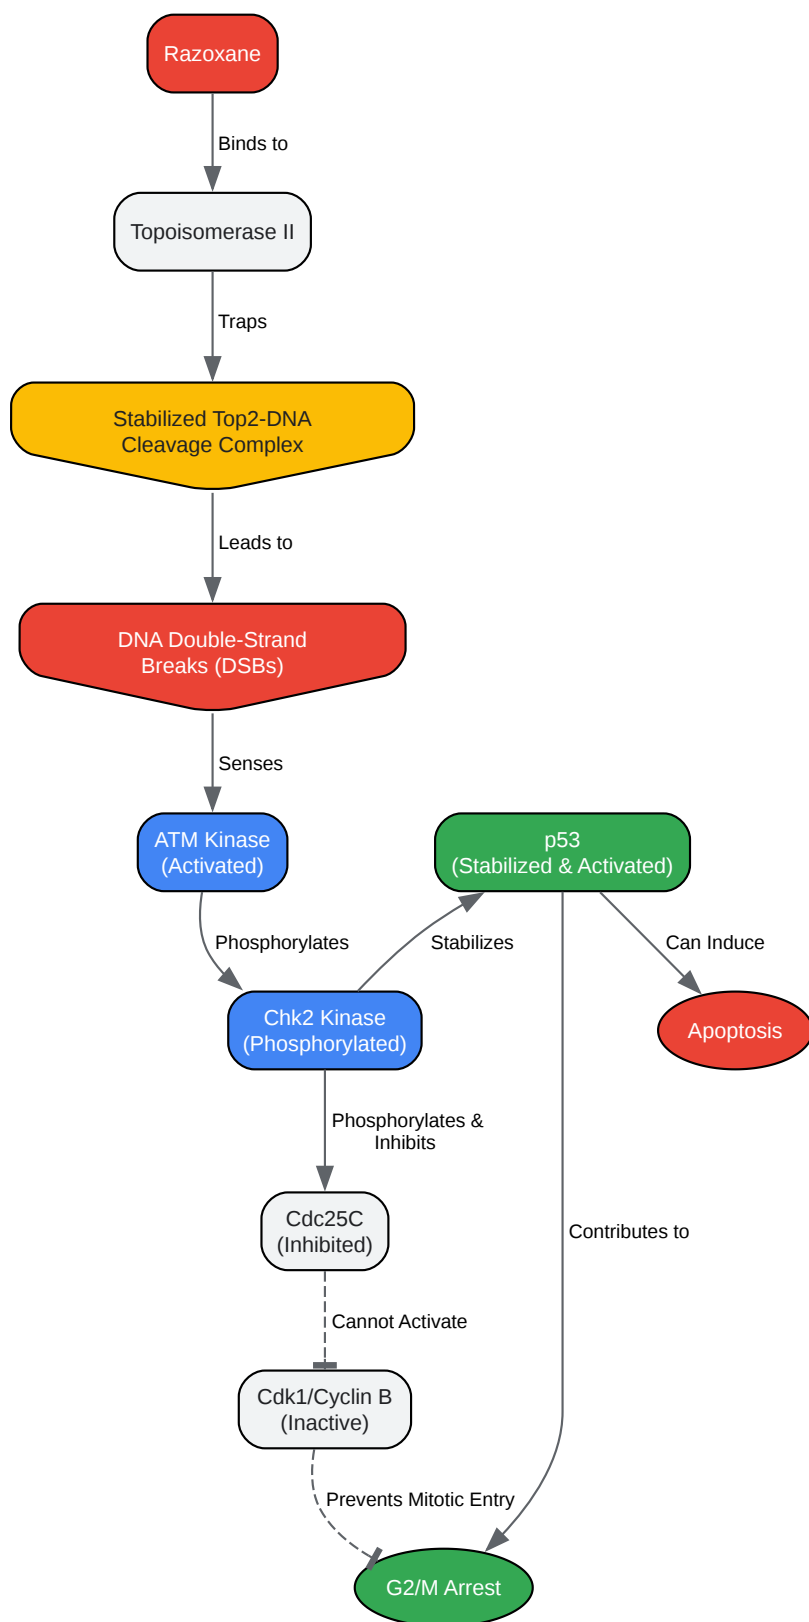 Razoxane
Binds to
Topoisomerase II
Traps
Stabilized Top2-DNA
Cleavage Complex
Leads to
DNA Double-Strand
Breaks (DSBs)
Senses
ATM Kinase
(Activated)
p53
(Stabilized & Activated)
Phosphorylates
Stabilizes
Can Induce
Chk2 Kinase
(Phosphorylated)
Apoptosis
Phosphorylates &
Inhibits
Cdc25C
(Inhibited)
Contributes to
Cannot Activate
Cdk1/Cyclin B
(Inactive)
Prevents Mitotic Entry
G2/M Arrest